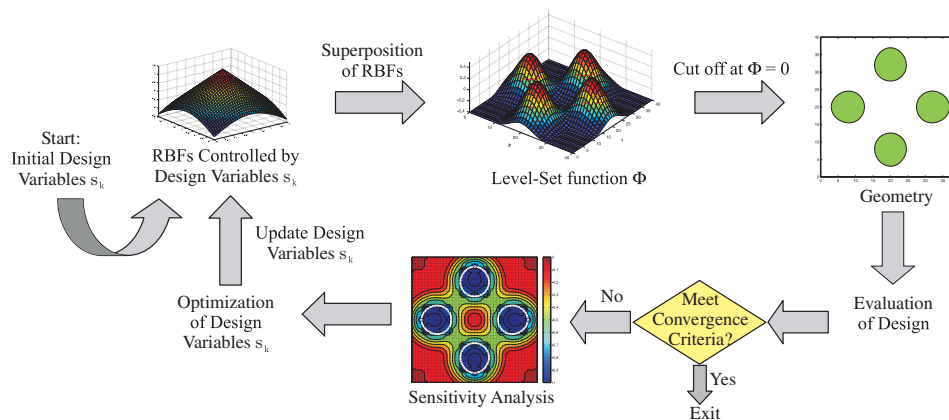 Start:
Initial Design
Variables sₖ
RBFs Controlled by
Design Variables sₖ
Superposition
of RBFs
Level-Set function Φ
Cut off at Φ = 0
Geometry
Evaluation
of Design
Meet
Convergence
Criteria?
No
Yes
Exit
Sensitivity Analysis
Optimization
of Design
Variables sₖ
Update Design
Variables sₖ